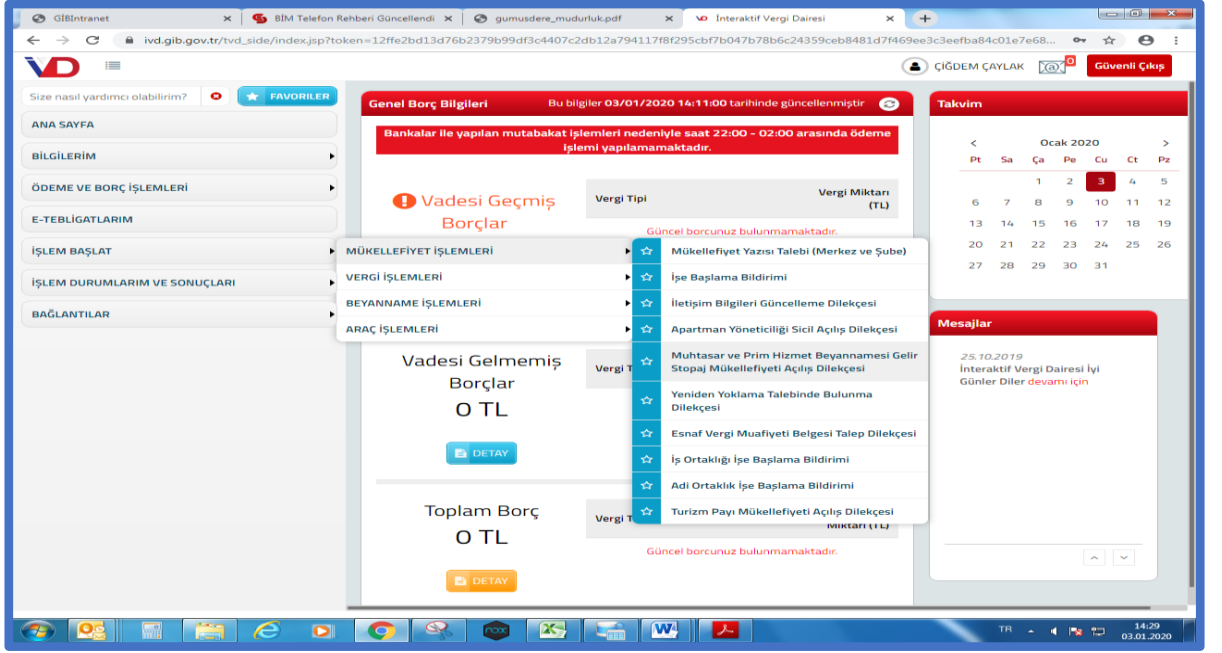 GİBIntranet
BİM Telefon Rehberi Güncellendi
gumusdere_mudurluk.pdf
İnteraktif Vergi Dairesi
ivd.gib.gov.tr/tvd_side/index.jsp?token=12ffe2bd13d76b2379b99df3c4407c2db12a794117f8f295cbf7b047b78b6c24359ceb8481d7f469ee3c3eefba84c01e7e68...
VD
ÇİĞDEM ÇAYLAK
0
Güvenli Çıkış
Size nasıl yardımcı olabilirim?
FAVORILER
ANA SAYFA
BİLGİLERİM
ÖDEME VE BORÇ İŞLEMLERİ
E-TEBLİGATLARIM
İŞLEM BAŞLAT
İŞLEM DURUMLARIM VE SONUÇLARI
BAĞLANTILAR
MÜKELLEFİYET İŞLEMLERİ
VERGİ İŞLEMLERİ
BEYANNAME İŞLEMLERİ
ARAÇ İŞLEMLERİ
Mükellefiyet Yazısı Talebi (Merkez ve Şube)
İşe Başlama Bildirimi
İletişim Bilgileri Güncelleme Dilekçesi
Apartman Yöneticiliği Sicil Açılış Dilekçesi
Muhtasar ve Prim Hizmet Beyannamesi Gelir
Stopaj Mükellefiyeti Açılış Dilekçesi
Yeniden Yoklama Talebinde Bulunma
Dilekçesi
Esnaf Vergi Muafiyeti Belgesi Talep Dilekçesi
İş Ortaklığı İşe Başlama Bildirimi
Adi Ortaklık İşe Başlama Bildirimi
Turizm Payı Mükellefiyeti Açılış Dilekçesi
Genel Borç Bilgileri
Bu bilgiler 03/01/2020 14:11:00 tarihinde güncellenmiştir
Bankalar ile yapılan mutabakat işlemleri nedeniyle saat 22:00 - 02:00 arasında ödeme
işlemi yapılamamaktadır.
Vadesi Geçmiş
Borçlar
Vergi Tipi
Vergi Miktarı
(TL)
Güncel borcunuz bulunmamaktadır.
Vadesi Gelmemiş
Borçlar
0 TL
DETAY
Vergi T
Toplam Borç
0 TL
DETAY
Vergi T
Miktarı (TL)
Güncel borcunuz bulunmamaktadır.
Takvim
< Ocak 2020 >
Pt Sa Ça Pe Cu Ct Pz
1 2 3 4 5
6 7 8 9 10 11 12
13 14 15 16 17 18 19
20 21 22 23 24 25 26
27 28 29 30 31
Mesajlar
25.10.2019
İnteraktif Vergi Dairesi İyi
Günler Diler devamı için
TR
14:29
03.01.2020